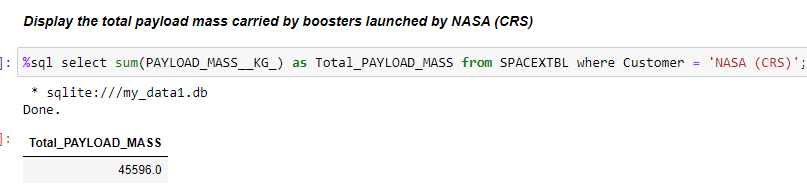 Display the total payload mass carried by boosters launched by NASA (CRS)
]: %sql select sum(PAYLOAD_MASS__KG_) as Total_PAYLOAD_MASS from SPACEXTBL where Customer = 'NASA (CRS)';
* sqlite:///my_data1.db
Done.
]: Total_PAYLOAD_MASS
45596.0